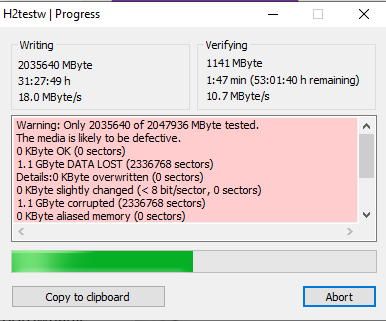 H2testw | Progress
Writing
2035640 MByte
31:27:49 h
18.0 MByte/s
Verifying
1141 MByte
1:47 min (53:01:40 h remaining)
10.7 MByte/s
Warning: Only 2035640 of 2047936 MByte tested.
The media is likely to be defective.
0 KByte OK (0 sectors)
1.1 GByte DATA LOST (2336768 sectors)
Details:0 KByte overwritten (0 sectors)
0 KByte slightly changed (< 8 bit/sector, 0 sectors)
1.1 GByte corrupted (2336768 sectors)
0 KByte aliased memory (0 sectors)
Copy to clipboard
Abort